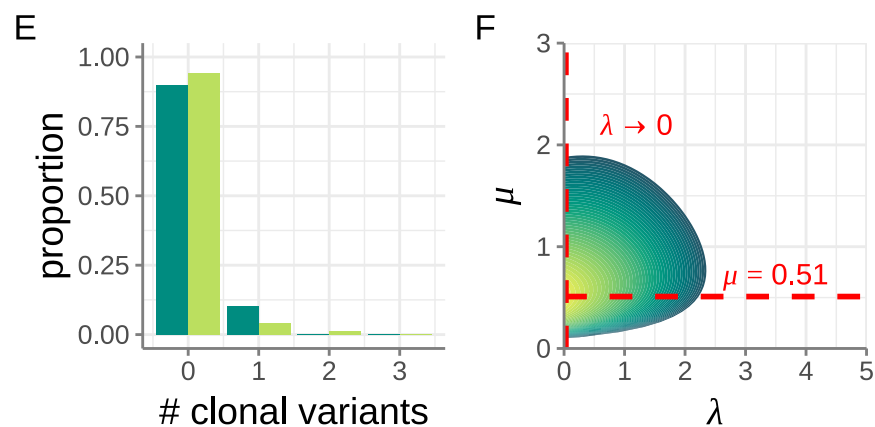 E
1.00
0.75
0.50
0.25
0.00
proportion
0 1 2 3
# clonal variants
F
3
2
1
0
μ
λ → 0
μ = 0.51
0 1 2 3 4 5
λ